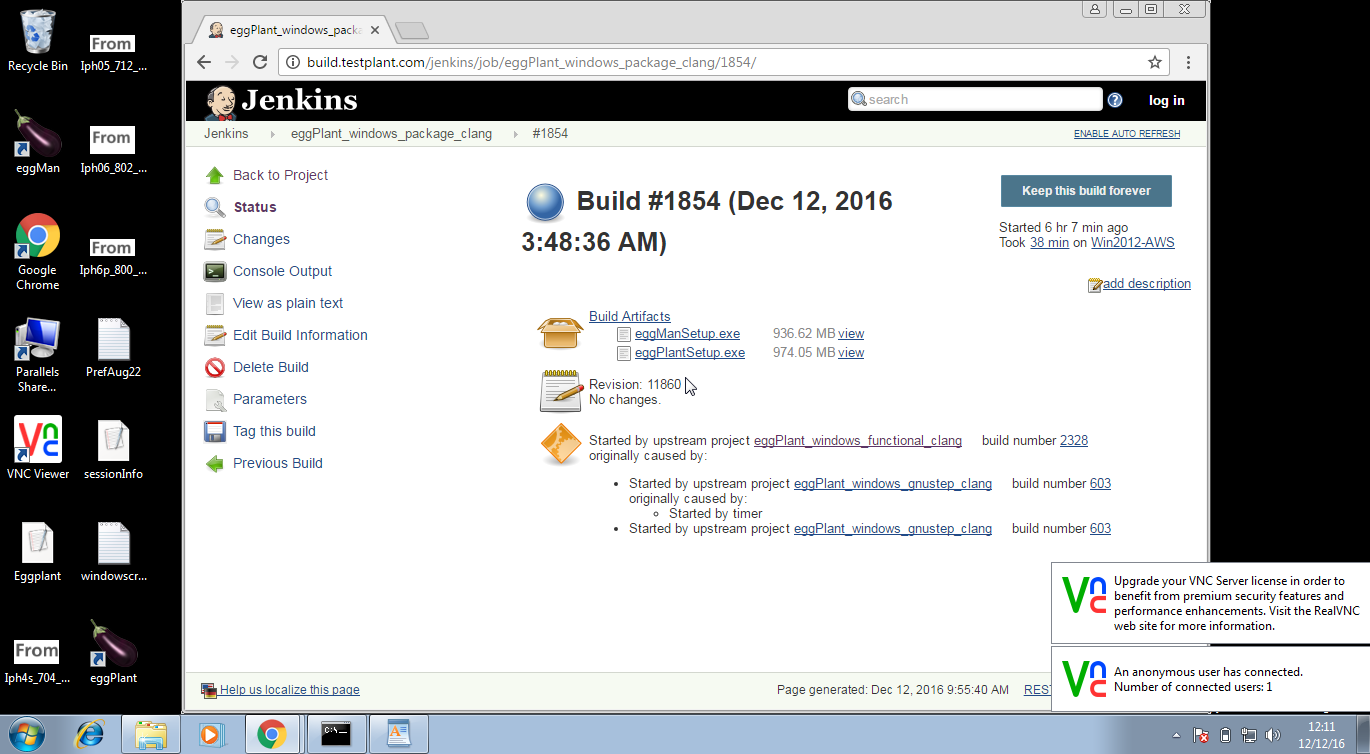 Recycle Bin
From
Iph05_712_...
eggMan
From
Iph06_802_...
Google
Chrome
From
Iph6p_800_...
Parallels
Share...
PrefAug22
VNC Viewer
sessionInfo
Eggplant
windowscr...
From
Iph4s_704_...
eggPlant
eggPlant_windows_pack
build.testplant.com/jenkins/job/eggPlant_windows_package_clang/1854/
Jenkins
search
log in
Jenkins
eggPlant_windows_package_clang
#1854
ENABLE AUTO REFRESH
Back to Project
Status
Changes
Console Output
View as plain text
Edit Build Information
Delete Build
Parameters
Tag this build
Previous Build
Build #1854 (Dec 12, 2016
3:48:36 AM)
Keep this build forever
Started 6 hr 7 min ago
Took 38 min on Win2012-AWS
add description
Build Artifacts
eggManSetup.exe 936.62 MB view
eggPlantSetup.exe 974.05 MB view
Revision: 11860
No changes.
Started by upstream project eggPlant_windows_functional_clang build number 2328
originally caused by:
Started by upstream project eggPlant_windows_gnustep_clang build number 603
originally caused by:
Started by timer
Started by upstream project eggPlant_windows_gnustep_clang build number 603
Help us localize this page
Page generated: Dec 12, 2016 9:55:40 AM
REST
Upgrade your VNC Server license in order to
benefit from premium security features and
performance enhancements. Visit the RealVNC
web site for more information.
An anonymous user has connected.
Number of connected users: 1
12:11
12/12/16